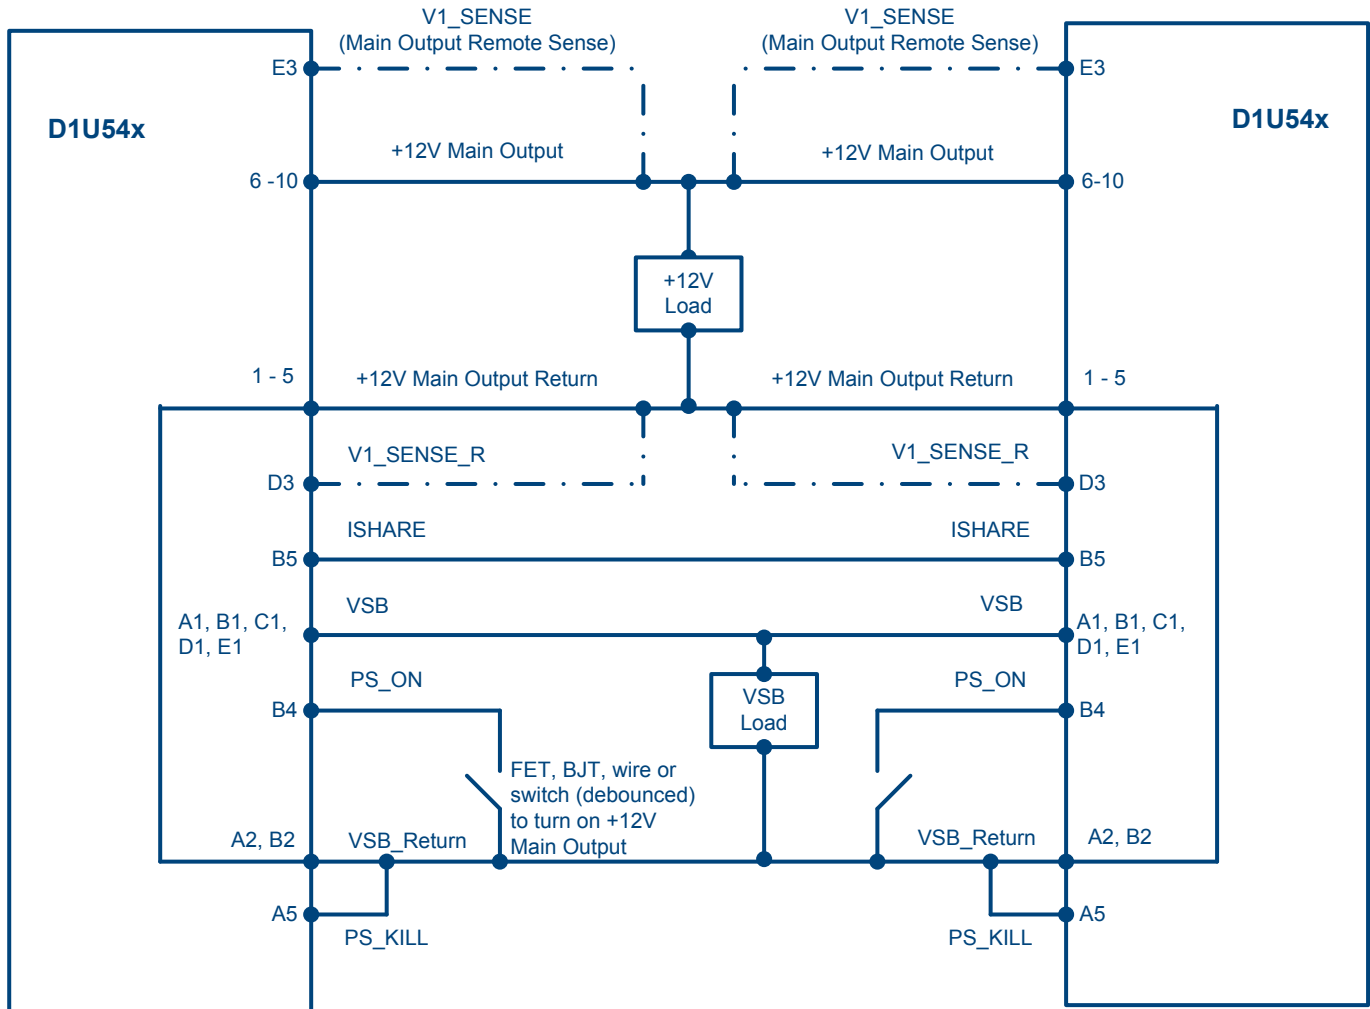 V1_SENSE
(Main Output Remote Sense)
V1_SENSE
(Main Output Remote Sense)
E3
E3
D1U54x
D1U54x
+12V Main Output
+12V Main Output
6 -10
6-10
+12V
Load
1 - 5
+12V Main Output Return
+12V Main Output Return
1 - 5
V1_SENSE_R
V1_SENSE_R
D3
D3
ISHARE
ISHARE
B5
B5
VSB
VSB
A1, B1, C1,
D1, E1
A1, B1, C1,
D1, E1
PS_ON
PS_ON
B4
B4
VSB
Load
FET, BJT, wire or
switch (debounced)
to turn on +12V
Main Output
A2, B2
VSB_Return
VSB_Return
A2, B2
A5
A5
PS_KILL
PS_KILL